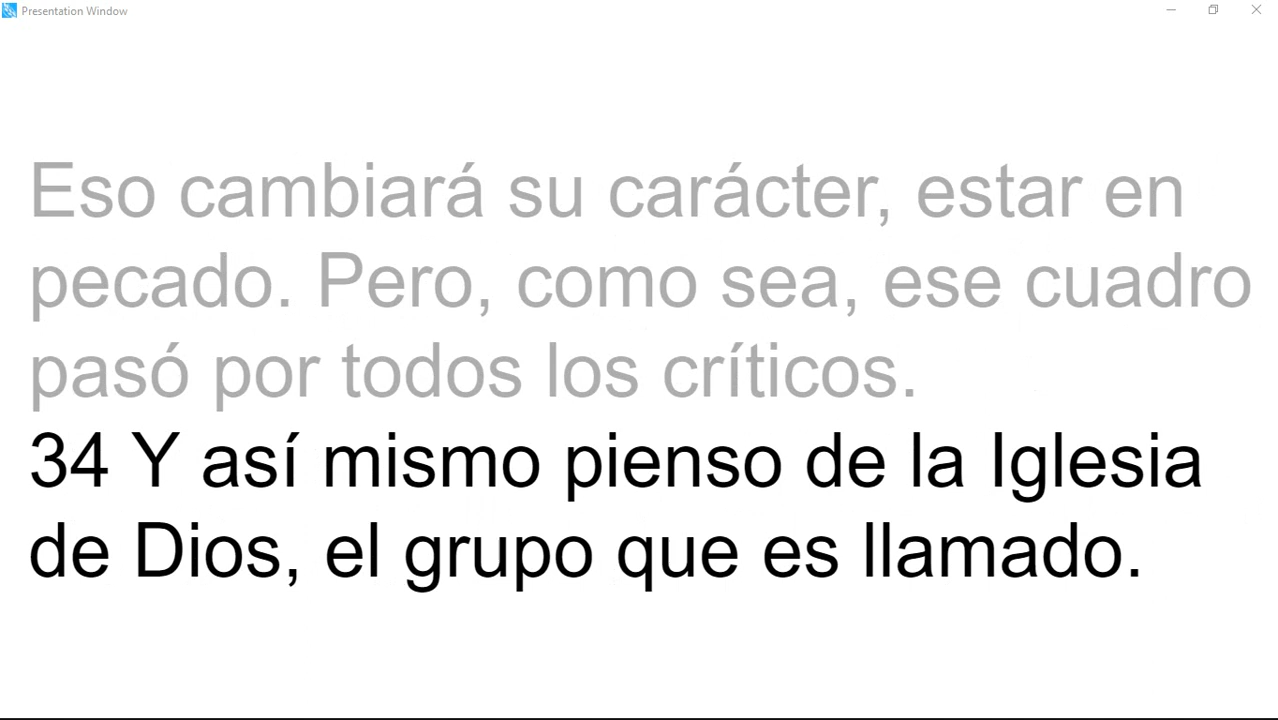 Presentation Window
Eso cambiará su carácter, estar en
pecado. Pero, como sea, ese cuadro
pasó por todos los críticos.
34 Y así mismo pienso de la Iglesia
de Dios, el grupo que es llamado.